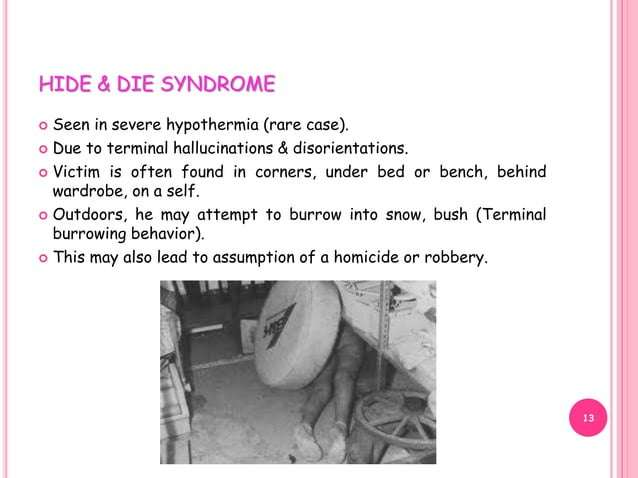 HIDE & DIE SYNDROME
Seen in severe hypothermia (rare case).
Due to terminal hallucinations & disorientations.
Victim is often found in corners, under bed or bench, behind
wardrobe, on a self.
Outdoors, he may attempt to burrow into snow, bush (Terminal
burrowing behavior).
This may also lead to assumption of a homicide or robbery.
13